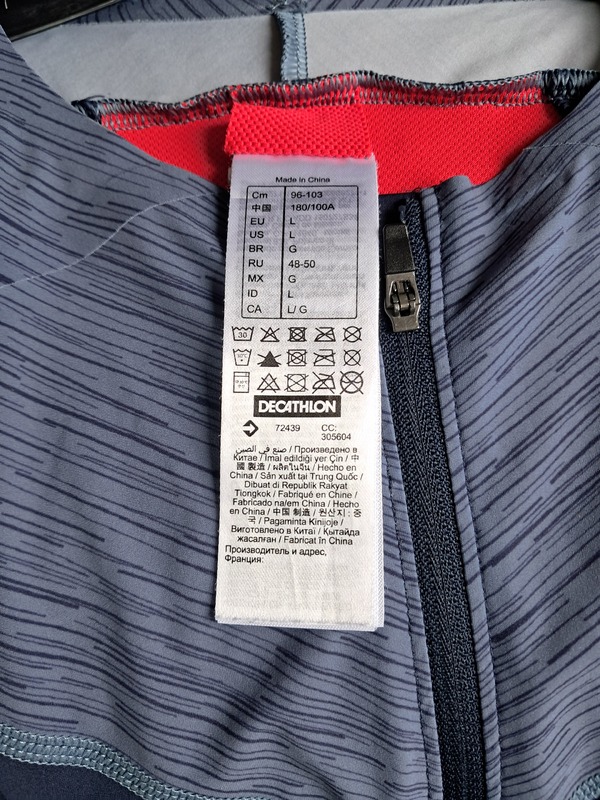 Made in China
Cm 96-103
中国 180/100A
EU L
US L
BR G
RU 48-50
MX G
ID L
CA L/ G
30
DECATHLON
72439 CC:
305604
صنع في الصين / Произведено в
Китае / İmal edildiği yer Çin / 中
國 製造 / ผลิตในจีน / Hecho en
China / Sản xuất tại Trung Quốc /
Dibuat di Republik Rakyat
Tiongkok / Fabriqué en Chine /
Fabricado na/em China / Hecho
en China / 中国 制造 / 원산지 : 중
국 / Pagaminta Kinijoje /
Виготовлено в Китаї / Қытайда
жасалған / Fabricat în China
Производитель и адрес,
Франция: